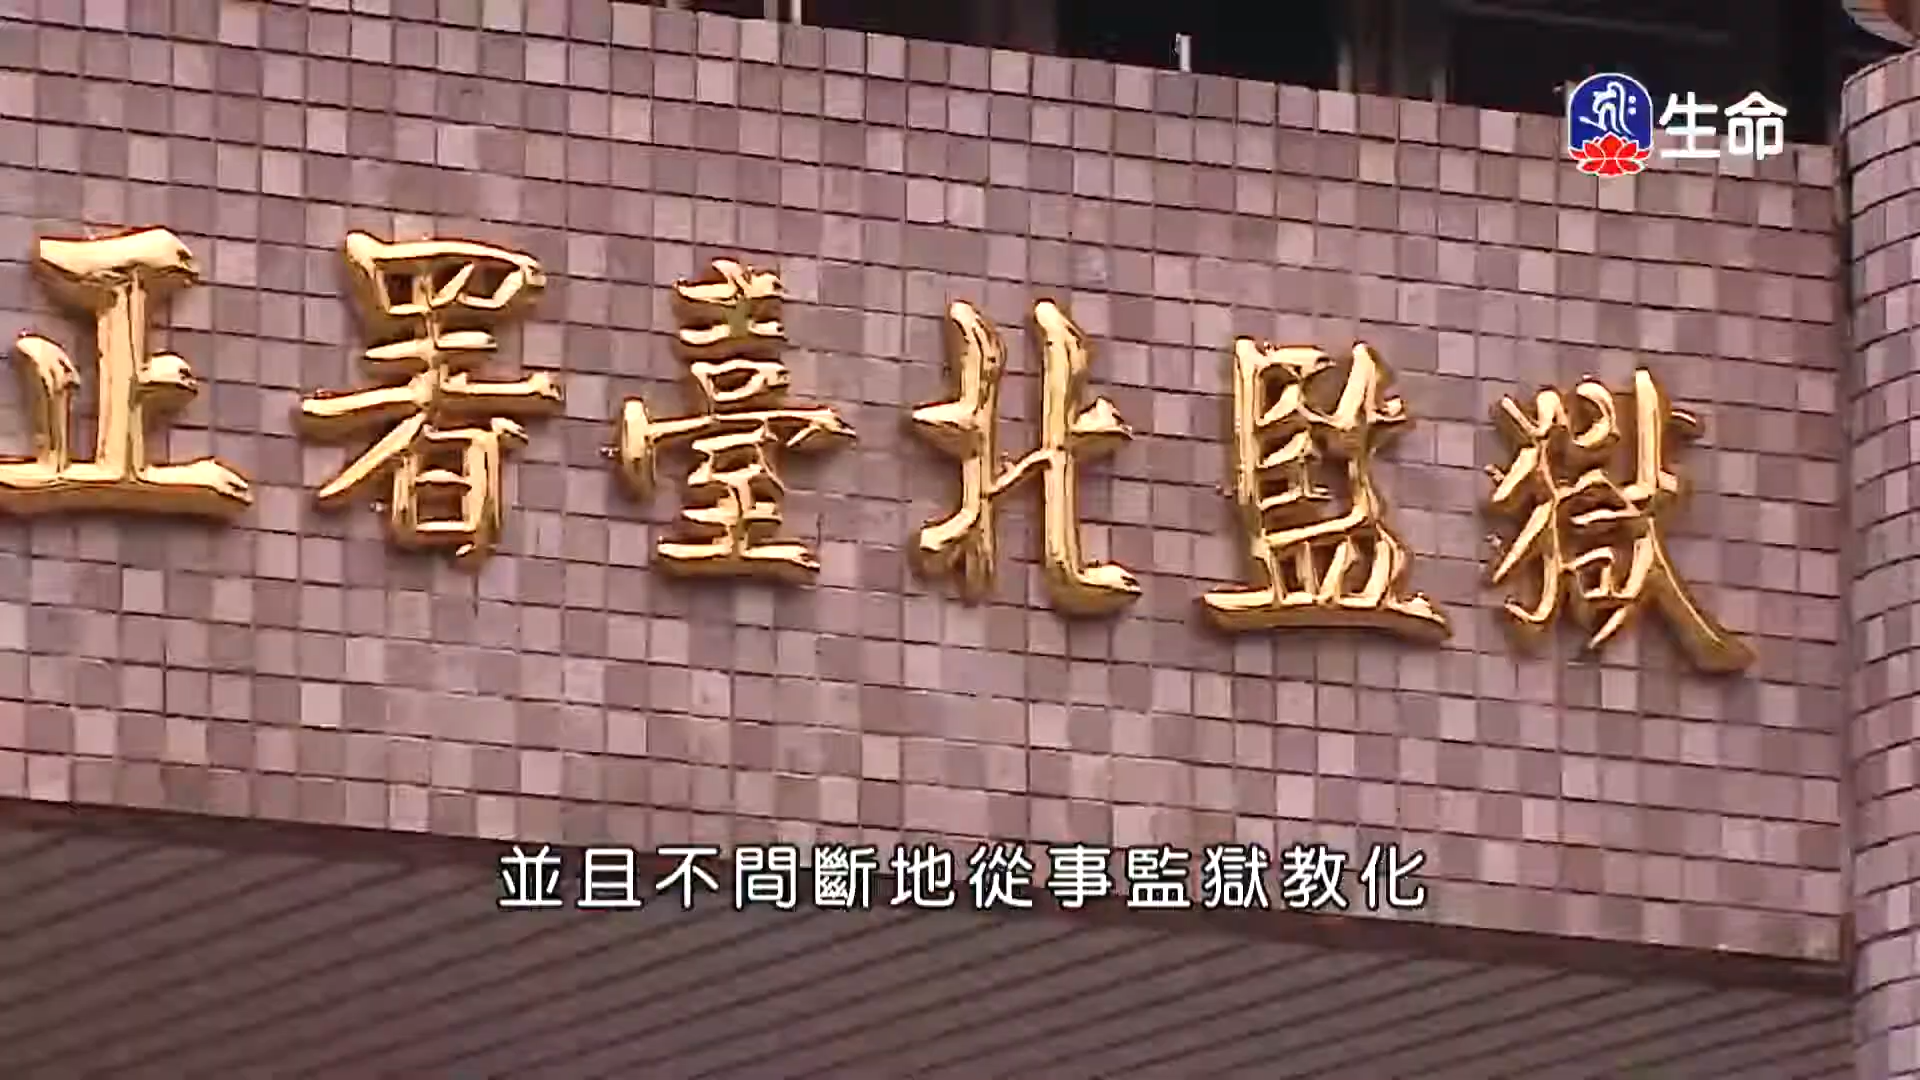 生命
正署臺北監獄
並且不間斷地從事監獄教化